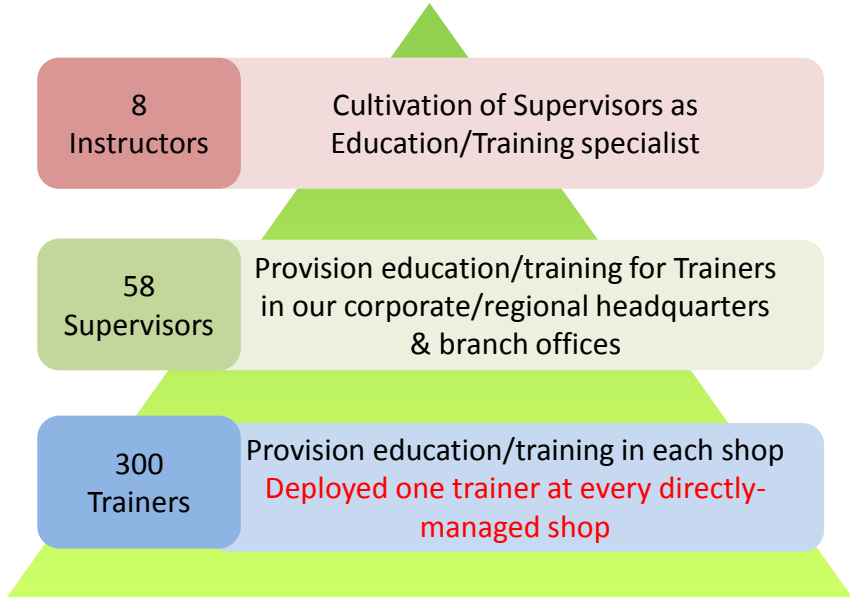 8
Instructors
Cultivation of Supervisors as
Education/Training specialist
58
Supervisors
Provision education/training for Trainers
in our corporate/regional headquarters
& branch offices
300
Trainers
Provision education/training in each shop
Deployed one trainer at every directly-
managed shop